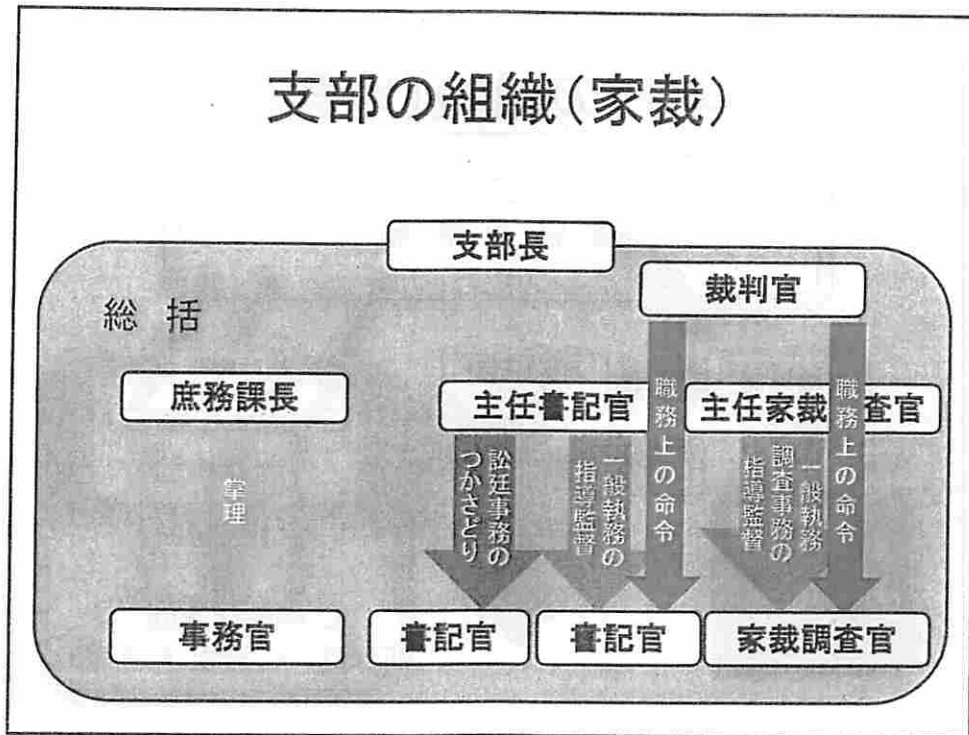 支部の組織(家裁)
支部長
裁判官
総 括
庶務課長
主任書記官
主任家裁 査官
掌理
訟廷事務の
つかさどり
一般執務の
指導監督
職務上の命令
一般執務
調査事務の
指導監督
職務上の命令
事務官
書記官
書記官
家裁調査官